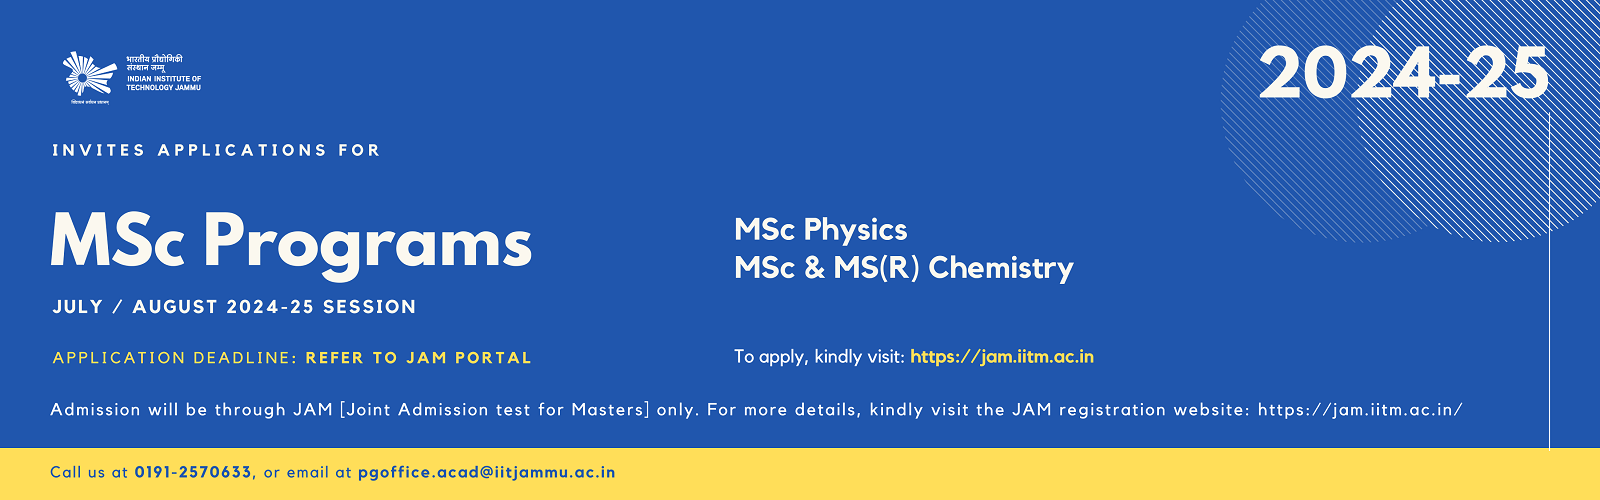 भारतीय प्रौद्योगिकी
संस्थान जम्मू
INDIAN INSTITUTE OF
TECHNOLOGY JAMMU
2024-25
INVITES APPLICATIONS FOR
MSc Programs
JULY / AUGUST 2024-25 SESSION
MSc Physics
MSc & MS(R) Chemistry
APPLICATION DEADLINE: REFER TO JAM PORTAL
To apply, kindly visit: https://jam.iitm.ac.in
Admission will be through JAM [Joint Admission test for Masters] only. For more details, kindly visit the JAM registration website: https://jam.iitm.ac.in/
Call us at 0191-2570633, or email at pgoffice.acad@iitjammu.ac.in